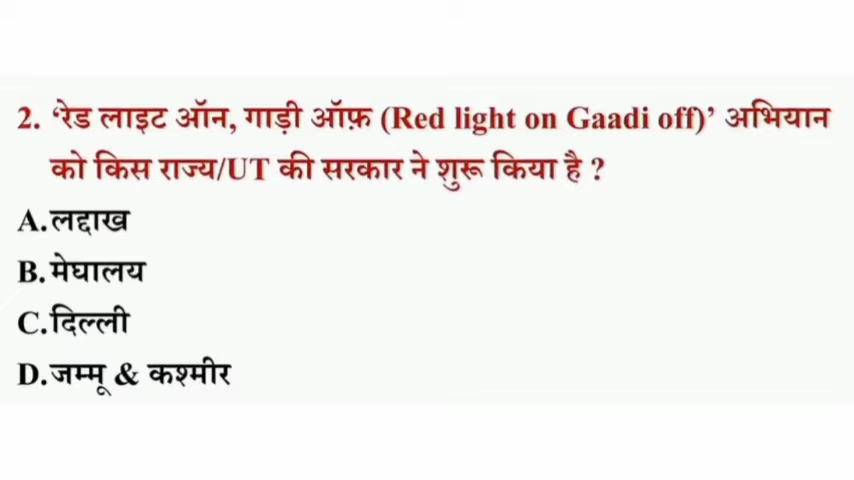 2. ‘रेड लाइट ऑन, गाड़ी ऑफ़ (Red light on Gaadi off)’ अभियान
को किस राज्य/UT की सरकार ने शुरू किया है ?
A.लद्दाख
B.मेघालय
C.दिल्ली
D.जम्मू & कश्मीर